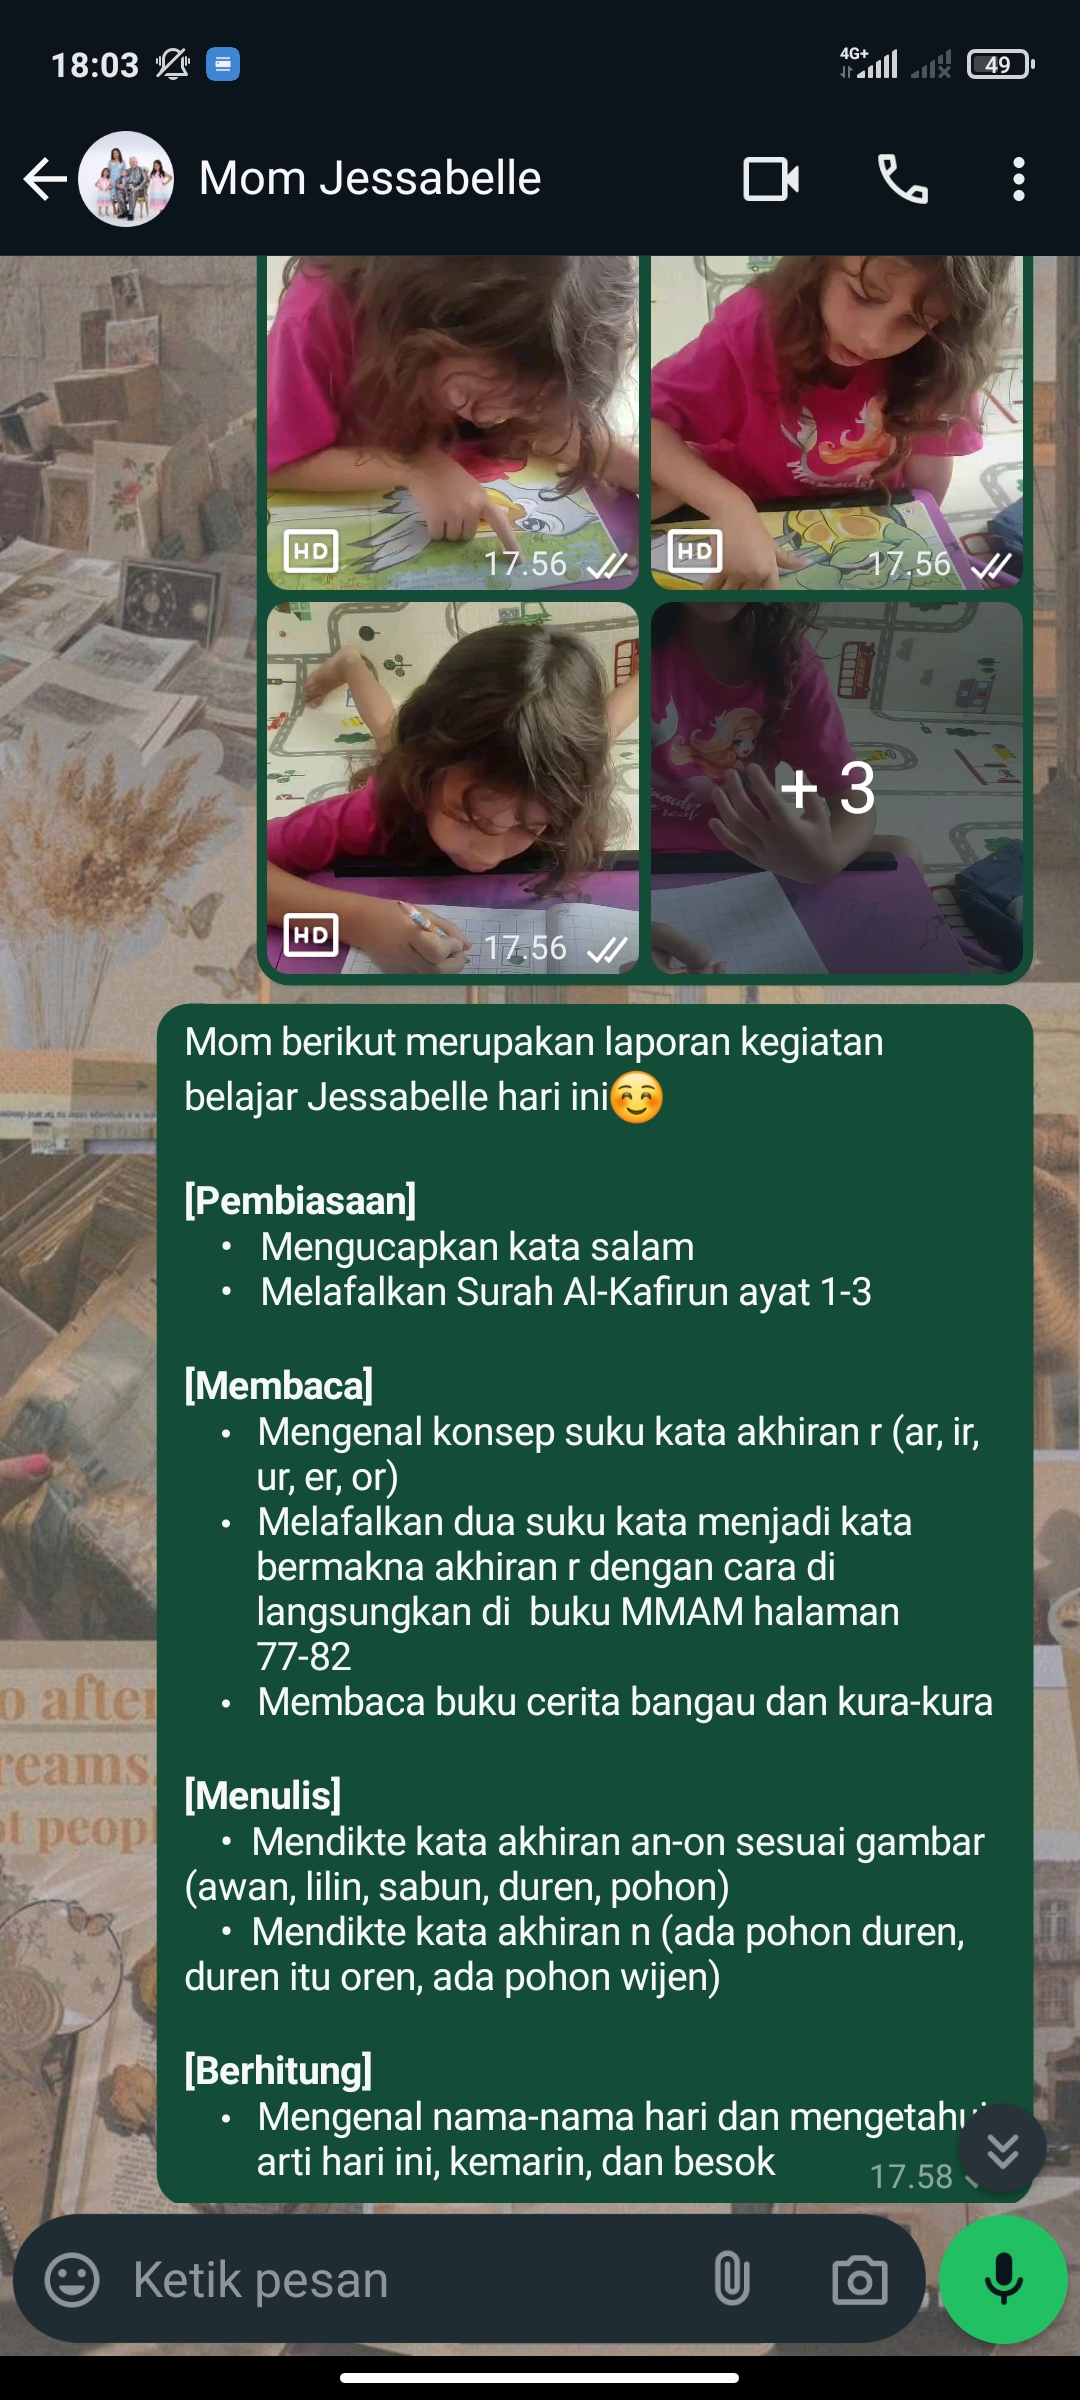 18:03
4G+
49
Mom Jessabelle
HD
17.56
HD
17.56
HD
17.56
+ 3
Mom berikut merupakan laporan kegiatan
belajar Jessabelle hari ini☺️
[Pembiasaan]
• Mengucapkan kata salam
• Melafalkan Surah Al-Kafirun ayat 1-3
[Membaca]
• Mengenal konsep suku kata akhiran r (ar, ir,
ur, er, or)
• Melafalkan dua suku kata menjadi kata
bermakna akhiran r dengan cara di
langsungkan di  buku MMAM halaman
77-82
• Membaca buku cerita bangau dan kura-kura
[Menulis]
• Mendikte kata akhiran an-on sesuai gambar
(awan, lilin, sabun, duren, pohon)
• Mendikte kata akhiran n (ada pohon duren,
duren itu oren, ada pohon wijen)
[Berhitung]
• Mengenal nama-nama hari dan mengetahui
arti hari ini, kemarin, dan besok
17.58
Ketik pesan